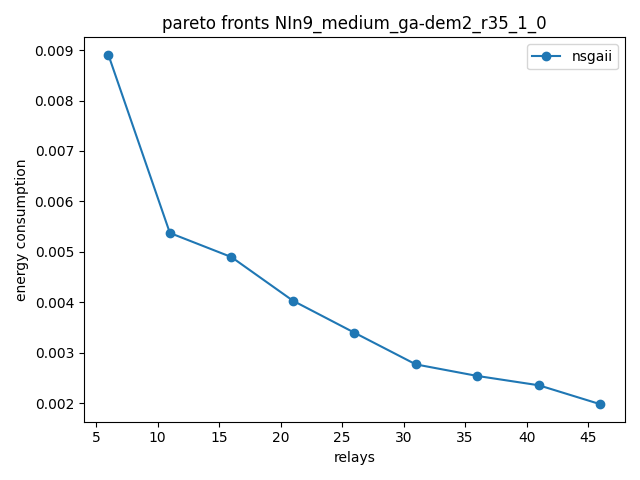 pareto fronts NIn9_medium_ga-dem2_r35_1_0
nsgaii
0.009
0.008
0.007
0.006
0.005
0.004
0.003
0.002
energy consumption
5 10 15 20 25 30 35 40 45
relays